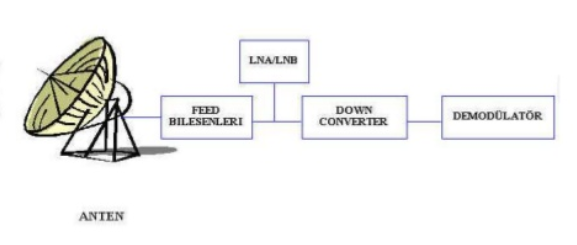 LNA/LNB
FEED
BILESENLERI
DOWN
CONVERTER
DEMODÜLATÖR
ANTEN